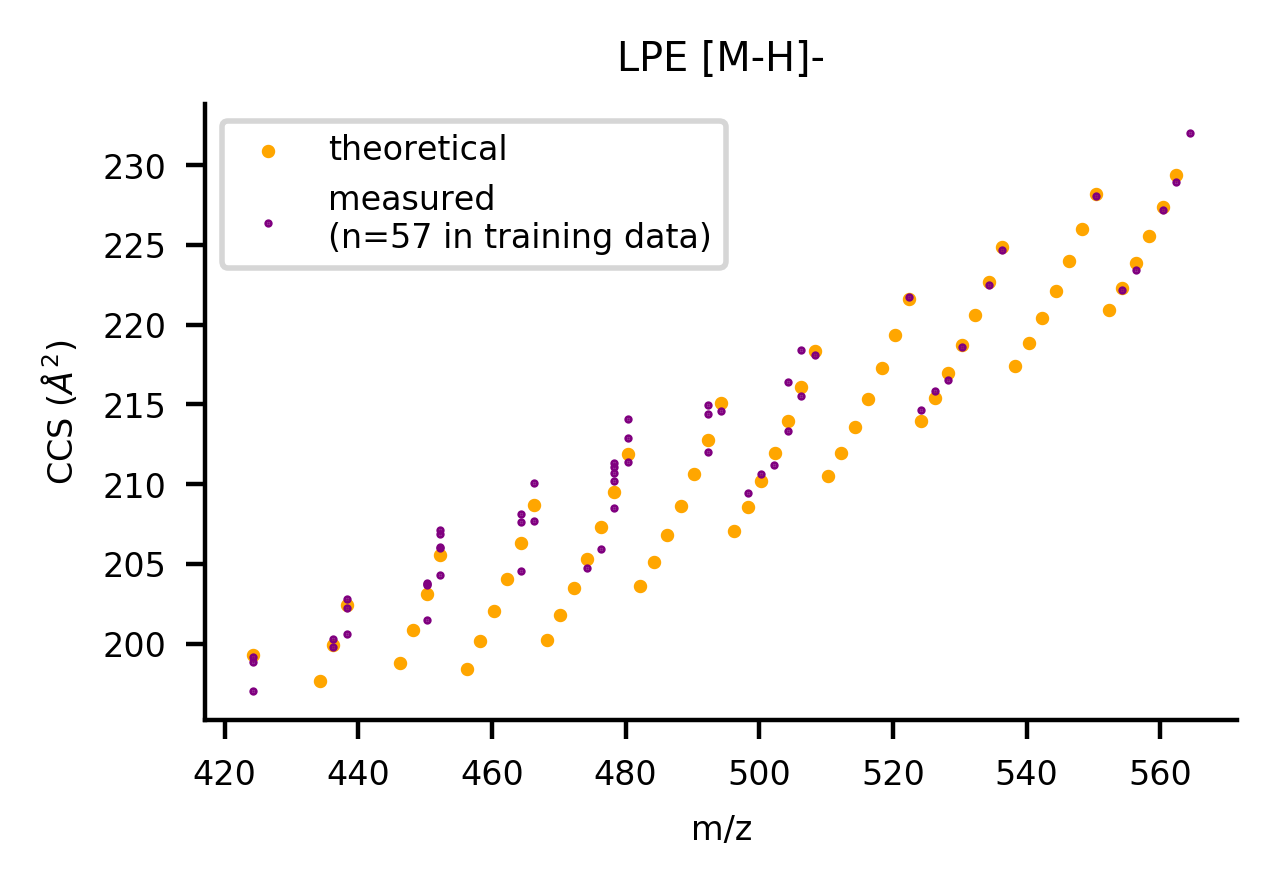 LPE [M-H]-
theoretical
measured
(n=57 in training data)
CCS (Å²)
230
225
220
215
210
205
200
420 440 460 480 500 520 540 560
m/z